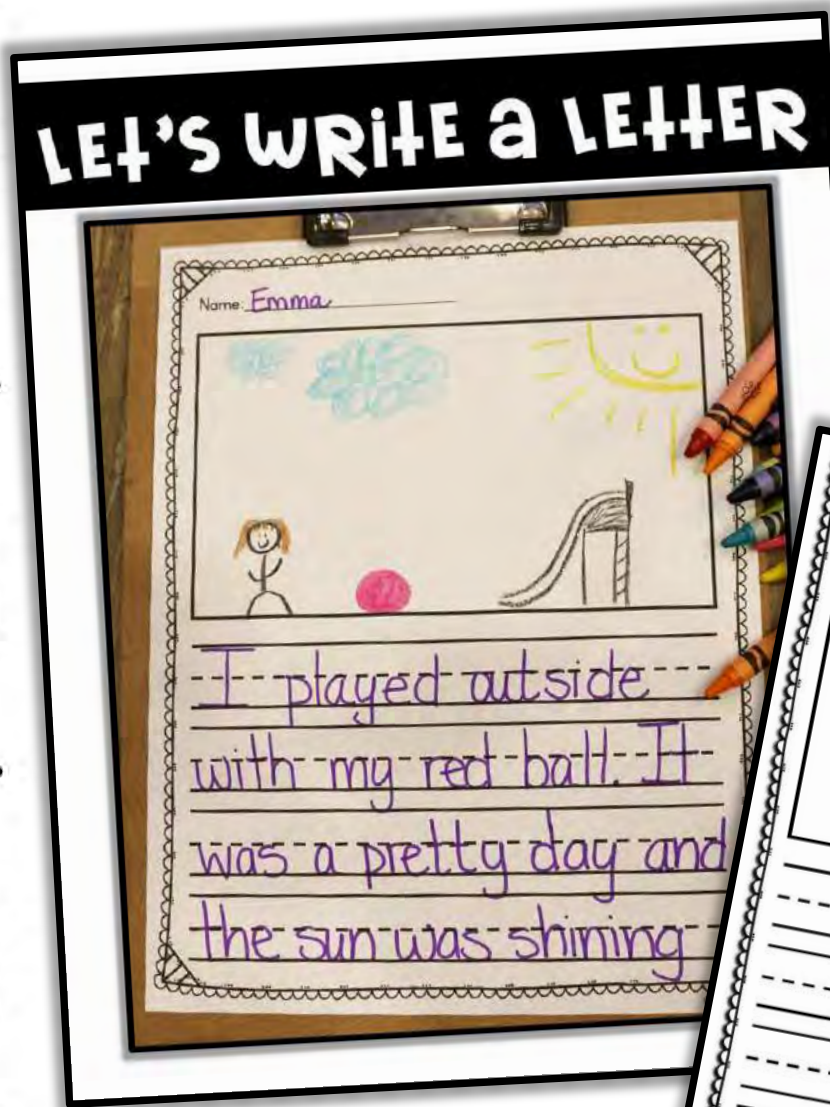 LET'S WRITE A LETTER
Name: Emma
I played outside
with my red ball. It
was a pretty day and
the sun was shining